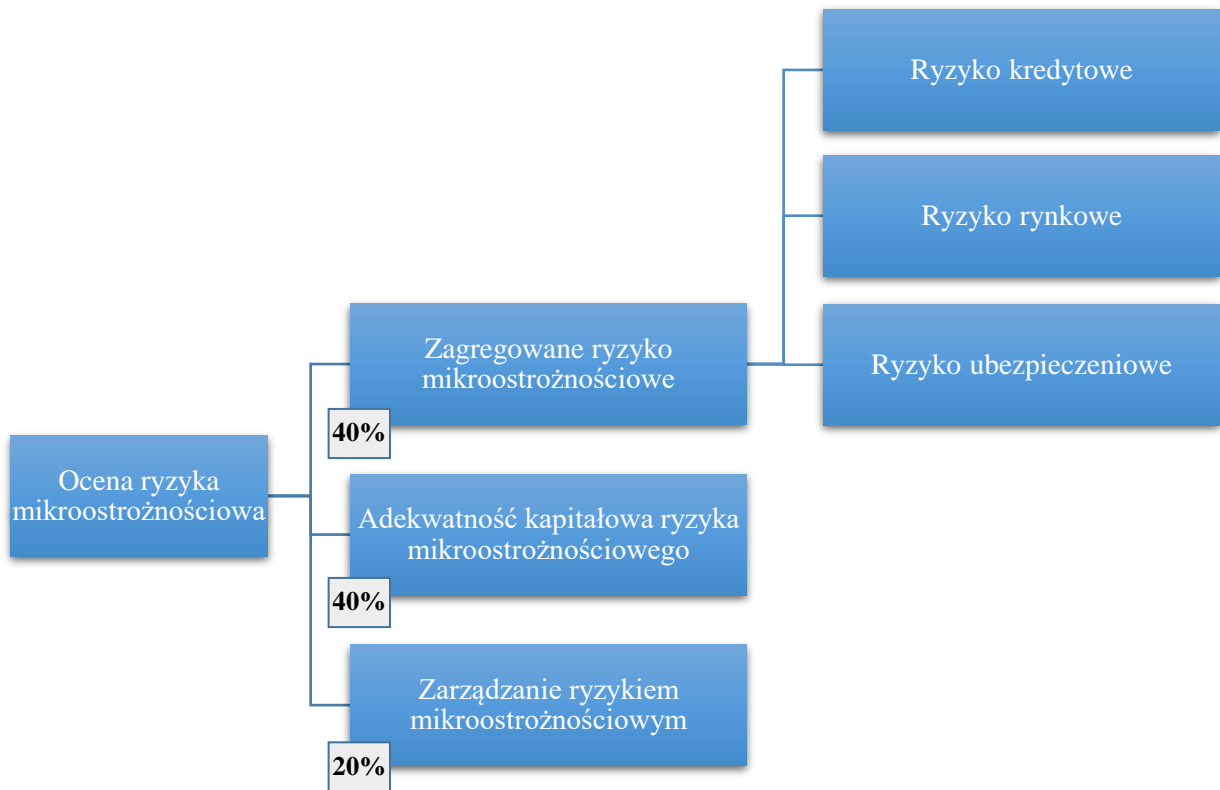 Ryzyko kredytowe
Ryzyko rynkowe
Ryzyko ubezpieczeniowe
Zagregowane ryzyko
mikroostrożnościowe
40%
Ocena ryzyka
mikroostrożnościowa
Adekwatność kapitałowa ryzyka
mikroostrożnościowego
40%
Zarządzanie ryzykiem
mikroostrożnościowym
20%